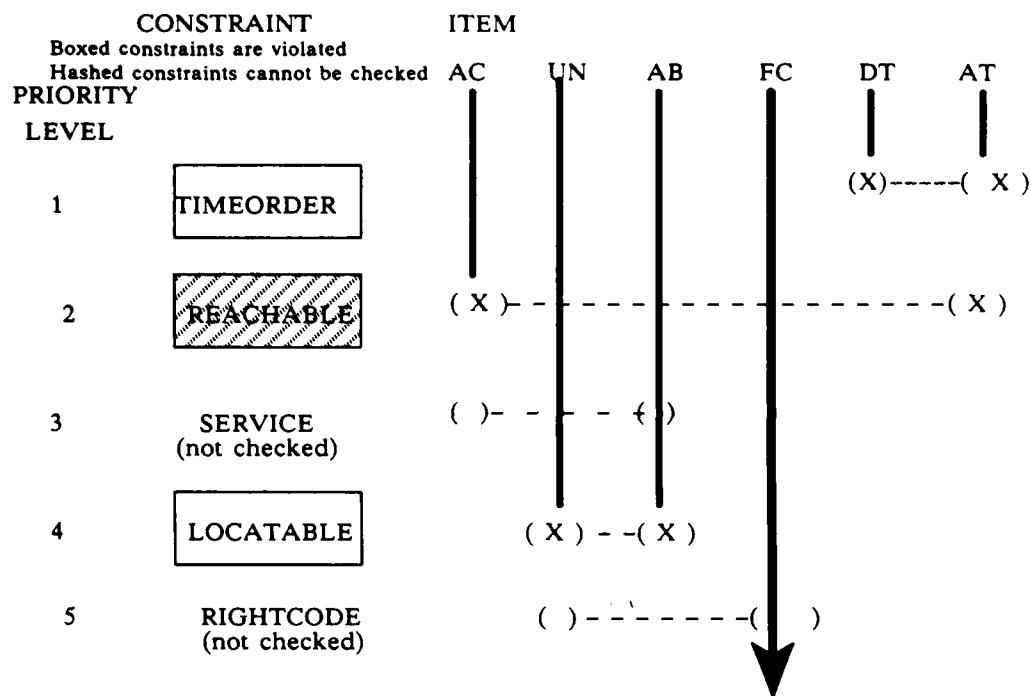 CONSTRAINT ITEM
Boxed constraints are violated
Hashed constraints cannot be checked AC UN AB FC DT AT
PRIORITY
LEVEL
1 TIMEORDER (X)-----( X )
2 REACHABLE ( X )- - - - - - - - - - - - - - - - -( X )
3 SERVICE ( )- - - - -( )
(not checked)
4 LOCATABLE ( X ) - -( X )
5 RIGHTCODE ( )- - - - - - -( )
(not checked)